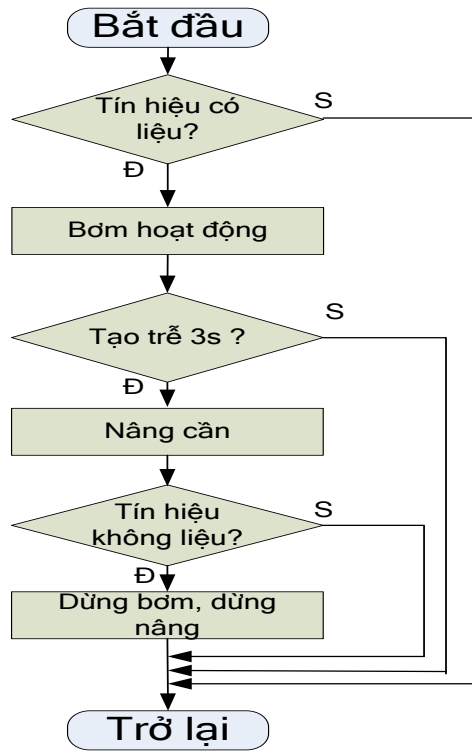 Bắt đầu
Tín hiệu có
liệu?
S
Đ
Bơm hoạt động
Tạo trễ 3s ?
S
Đ
Nâng cần
Tín hiệu
không liệu?
S
Đ
Dừng bơm, dừng
nâng
Trở lại